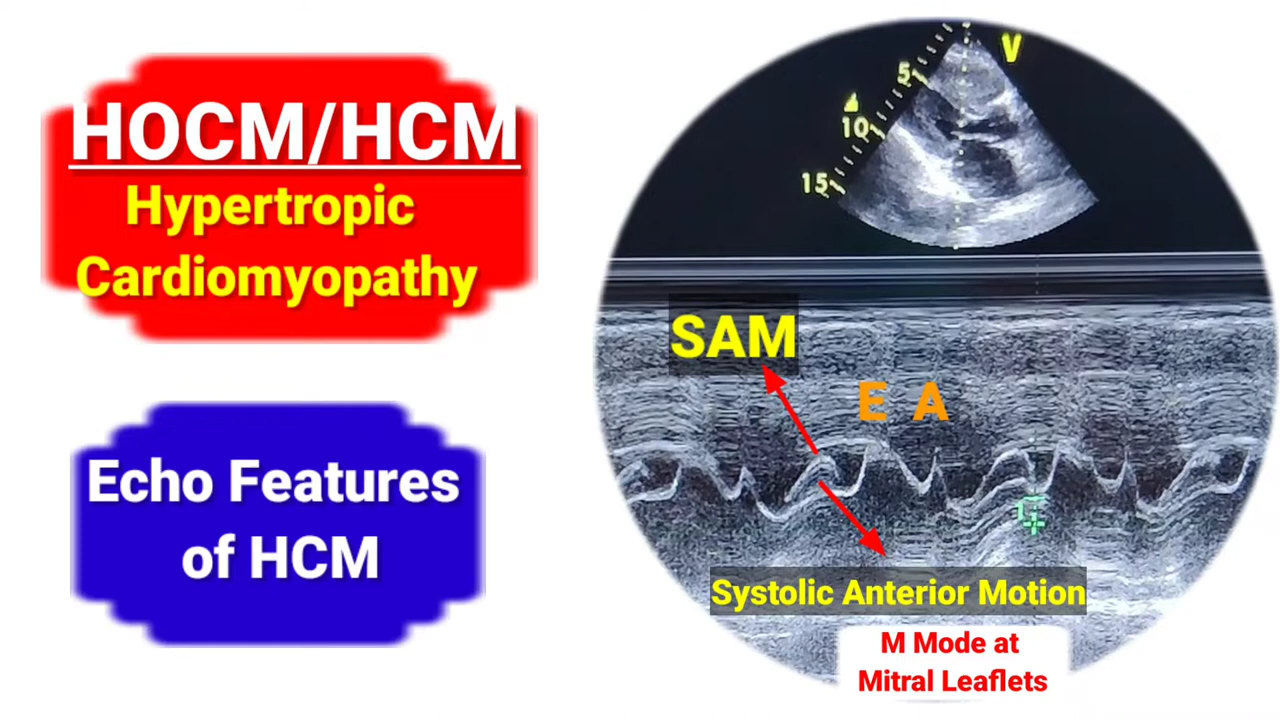 HOCM/HCM
Hypertropic
Cardiomyopathy
Echo Features
of HCM
V
5
10
15
SAM
E A
Systolic Anterior Motion
M Mode at
Mitral Leaflets